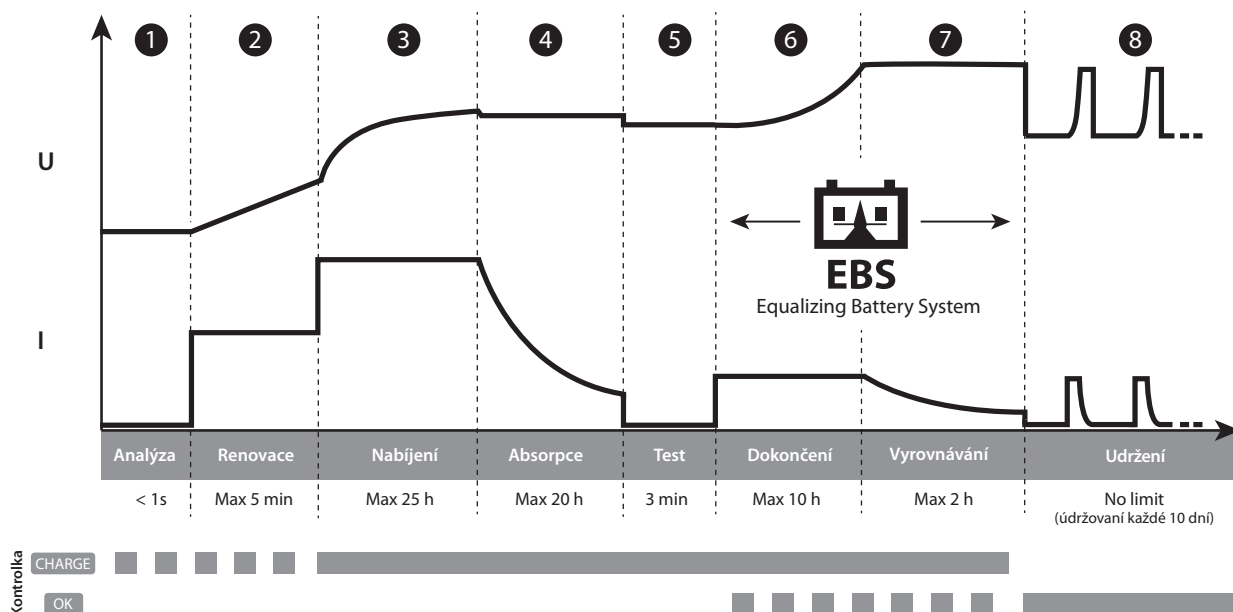 1 2 3 4 5 6 7 8
U
EBS
Equalizing Battery System
I
Analýza Renovace Nabíjení Absorpce Test Dokončení Vyrovnávání Udržení
< 1s Max 5 min Max 25 h Max 20 h 3 min Max 10 h Max 2 h No limit
(údržovaní každé 10 dní)
Kontrolka
CHARGE
OK